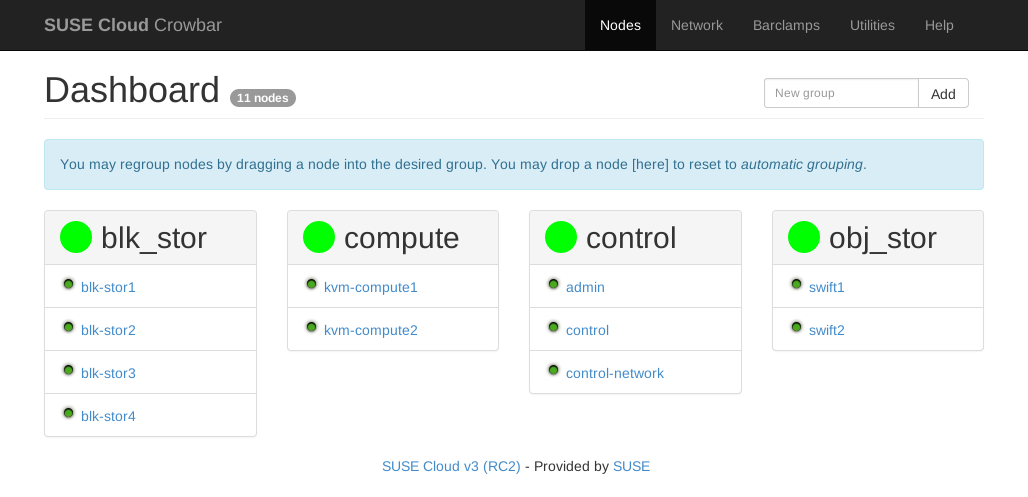 SUSE Cloud Crowbar
Nodes Network Barclamps Utilities Help
Dashboard 11 nodes
New group Add
You may regroup nodes by dragging a node into the desired group. You may drop a node [here] to reset to automatic grouping.
blk_stor
blk-stor1
blk-stor2
blk-stor3
blk-stor4
compute
kvm-compute1
kvm-compute2
control
admin
control
control-network
obj_stor
swift1
swift2
SUSE Cloud v3 (RC2) - Provided by SUSE